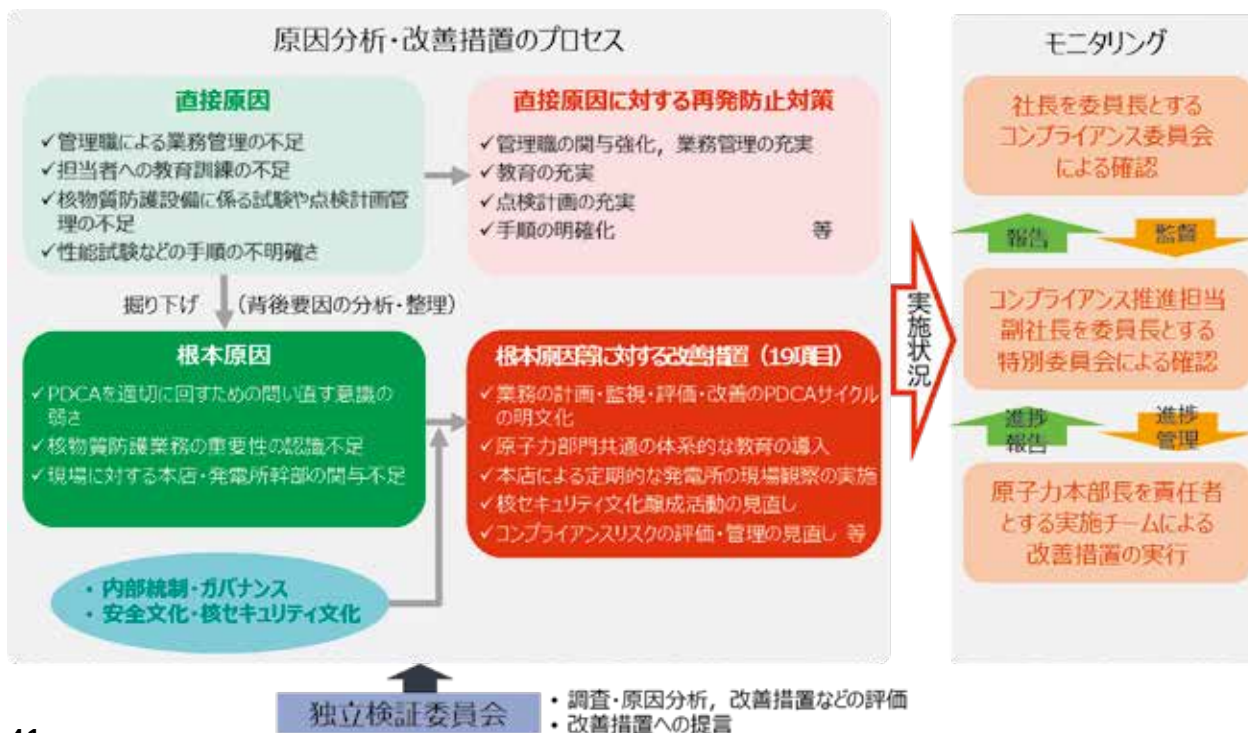 原因分析・改善措置のプロセス
直接原因
✓管理職による業務管理の不足
✓担当者への教育訓練の不足
✓核物質防護設備に係る試験や点検計画管
理の不足
✓性能試験などの手順の不明確さ
直接原因に対する再発防止対策
✓管理職の関与強化，業務管理の充実
✓教育の充実
✓点検計画の充実
✓手順の明確化 等
掘り下げ （背後要因の分析・整理）
根本原因
✓PDCAを適切に回すための問い直す意識の
弱さ
✓核物質防護業務の重要性の認識不足
✓現場に対する本店・発電所幹部の関与不足
根本原因等に対する改善措置（19項目）
✓業務の計画・監視・評価・改善のPDCAサイクル
の明文化
✓原子力部門共通の体系的な教育の導入
✓本店による定期的な発電所の現場観察の実施
✓核セキュリティ文化醸成活動の見直し
✓コンプライアンスリスクの評価・管理の見直し 等
・内部統制・ガバナンス
・安全文化・核セキュリティ文化
実施状況
モニタリング
社長を委員長とする
コンプライアンス委員会
による確認
報告 監督
コンプライアンス推進担当
副社長を委員長とする
特別委員会による確認
進捗 進捗
報告 管理
原子力本部長を責任者
とする実施チームによる
改善措置の実行
独立検証委員会
・調査・原因分析，改善措置などの評価
・改善措置への提言